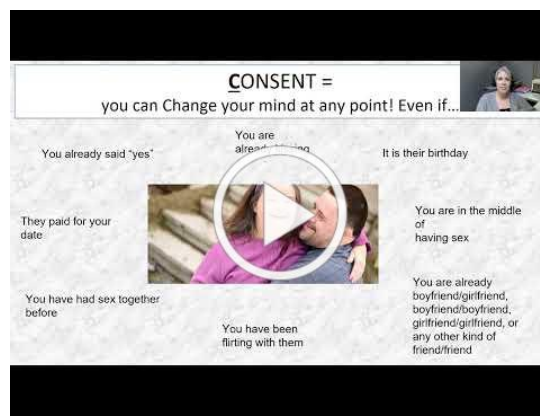 CONSENT =
you can Change your mind at any point! Even if...
You are
already
You already said “yes”
It is their birthday
They paid for your
date
You are in the middle
of
having sex
You have had sex together
before
You have been
flirting with them
You are already
boyfriend/girlfriend,
boyfriend/boyfriend,
girlfriend/girlfriend, or
any other kind of
friend/friend